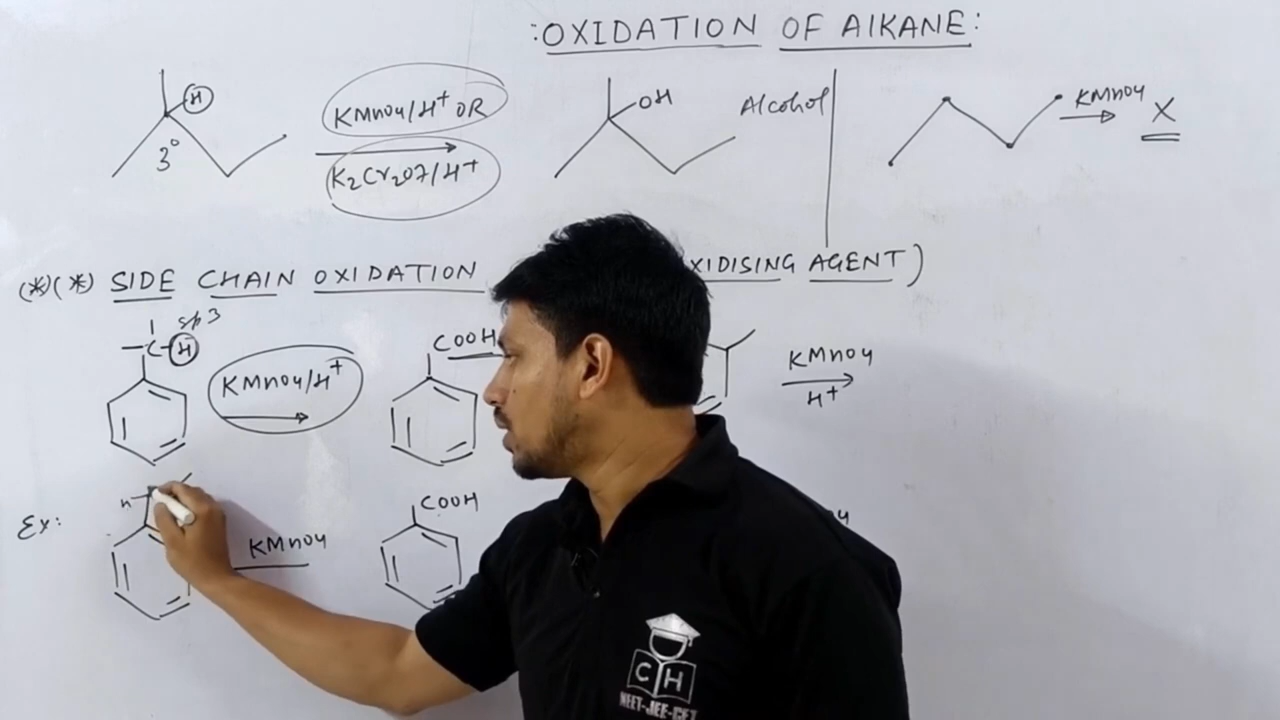 :OXIDATION OF AlKANE:
H
3°
KMnO4/H+ OR
K2Cr2O7/H+
OH
Alcohol
KMnO4
X
(*)(*) SIDE CHAIN OXIDATION XIDISING AGENT)
sp3
C-H
KMnO4/H+
COOH
KMnO4
H+
Ex:
H
KMnO4
COOH
C H
NEET-JEE-CET